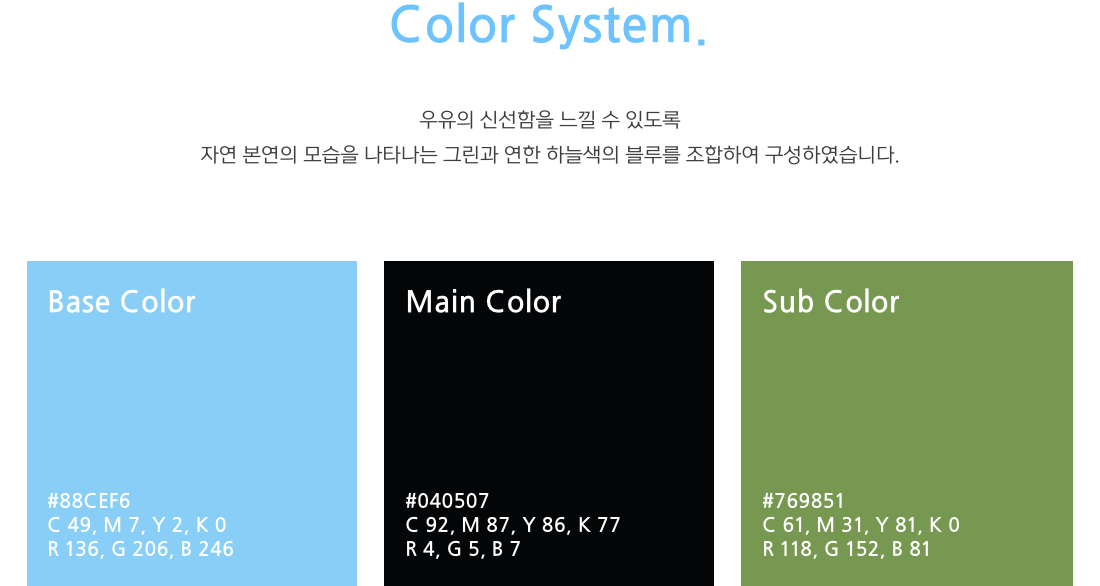 Color System.
우유의 신선함을 느낄 수 있도록
자연 본연의 모습을 나타나는 그린과 연한 하늘색의 블루를 조합하여 구성하였습니다.
Base Color
#88CEF6
C 49, M 7, Y 2, K 0
R 136, G 206, B 246
Main Color
#040507
C 92, M 87, Y 86, K 77
R 4, G 5, B 7
Sub Color
#769851
C 61, M 31, Y 81, K 0
R 118, G 152, B 81